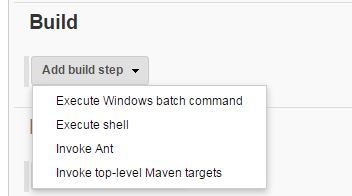 Build
Add build step
Execute Windows batch command
Execute shell
Invoke Ant
Invoke top-level Maven targets